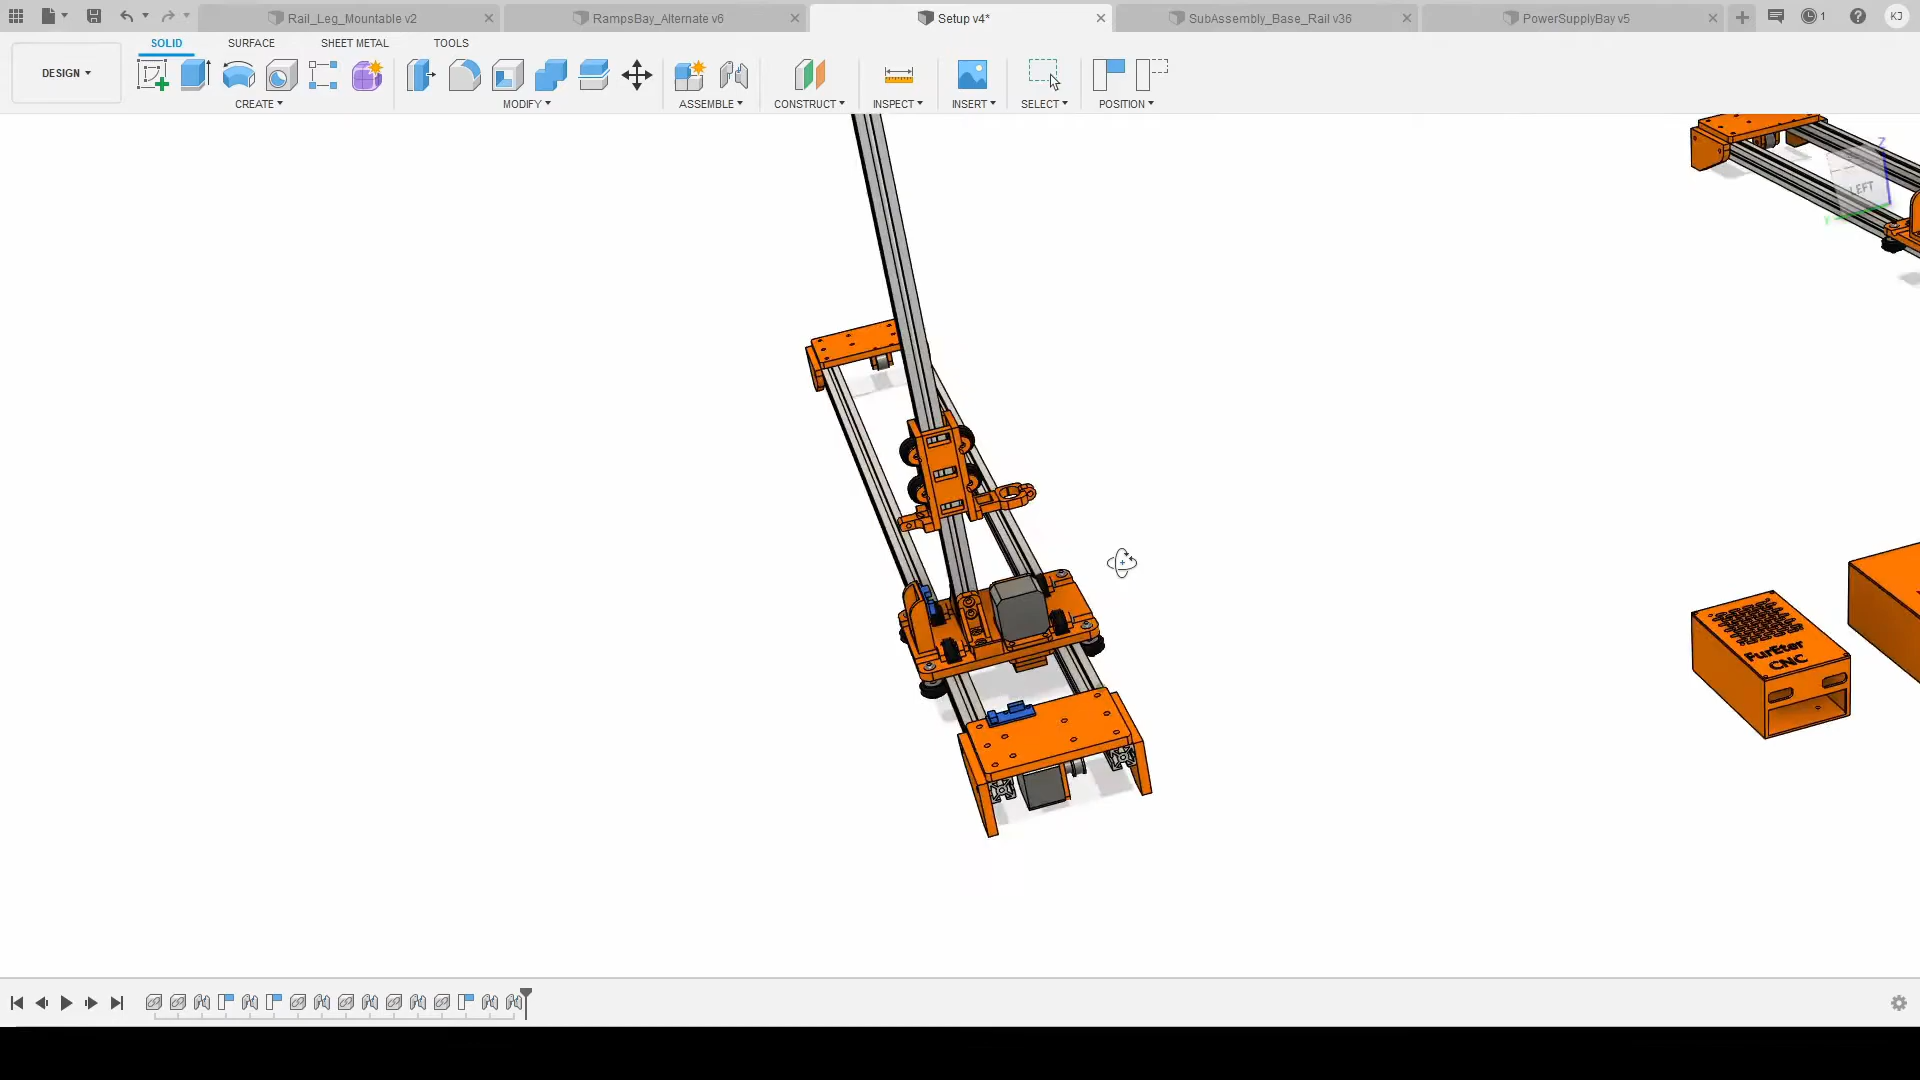 Rail_Leg_Mountable v2
RampsBay_Alternate v6
Setup v4*
SubAssembly_Base_Rail v36
PowerSupplyBay v5
1
KJ
SOLID
SURFACE
SHEET METAL
TOOLS
DESIGN
CREATE
MODIFY
ASSEMBLE
CONSTRUCT
INSPECT
INSERT
SELECT
POSITION
Z
LEFT
Y
FurEter
CNC